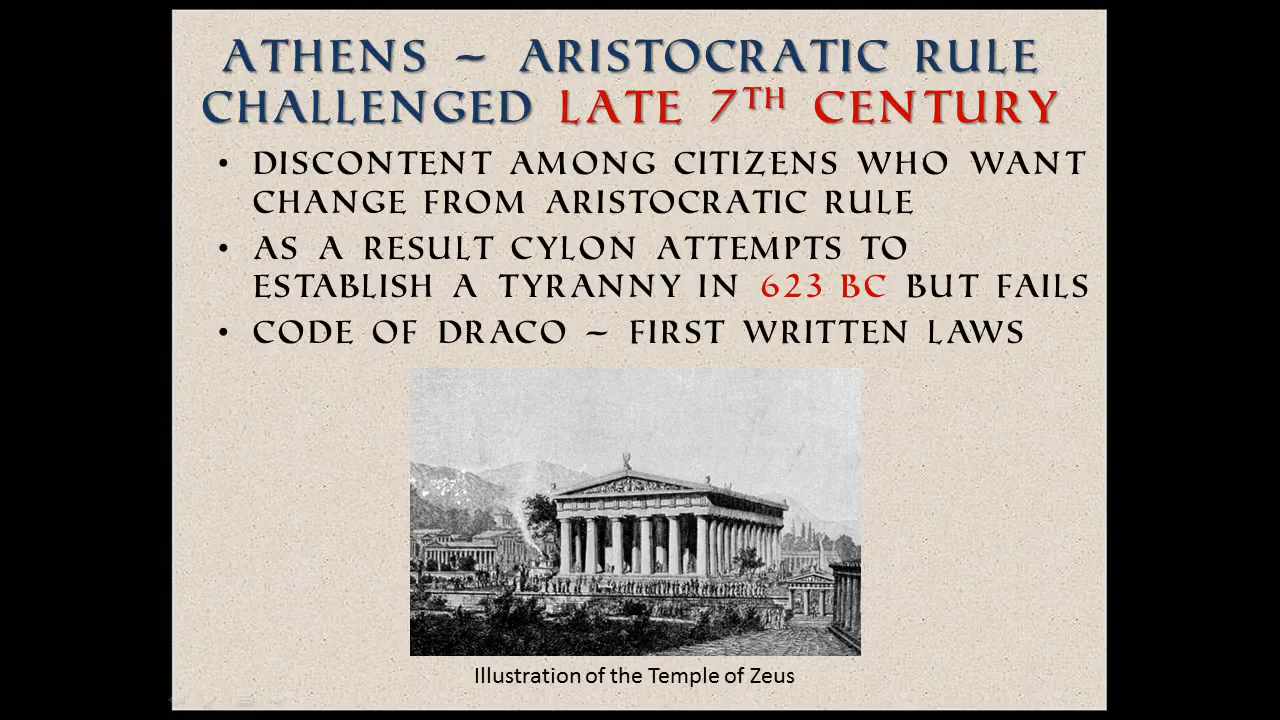 ATHENS – ARISTOCRATIC RULE
CHALLENGED LATE 7TH CENTURY
• DISCONTENT AMONG CITIZENS WHO WANT
CHANGE FROM ARISTOCRATIC RULE
• AS A RESULT CYLON ATTEMPTS TO
ESTABLISH A TYRANNY IN 623 BC BUT FAILS
• CODE OF DRACO – FIRST WRITTEN LAWS
Illustration of the Temple of Zeus